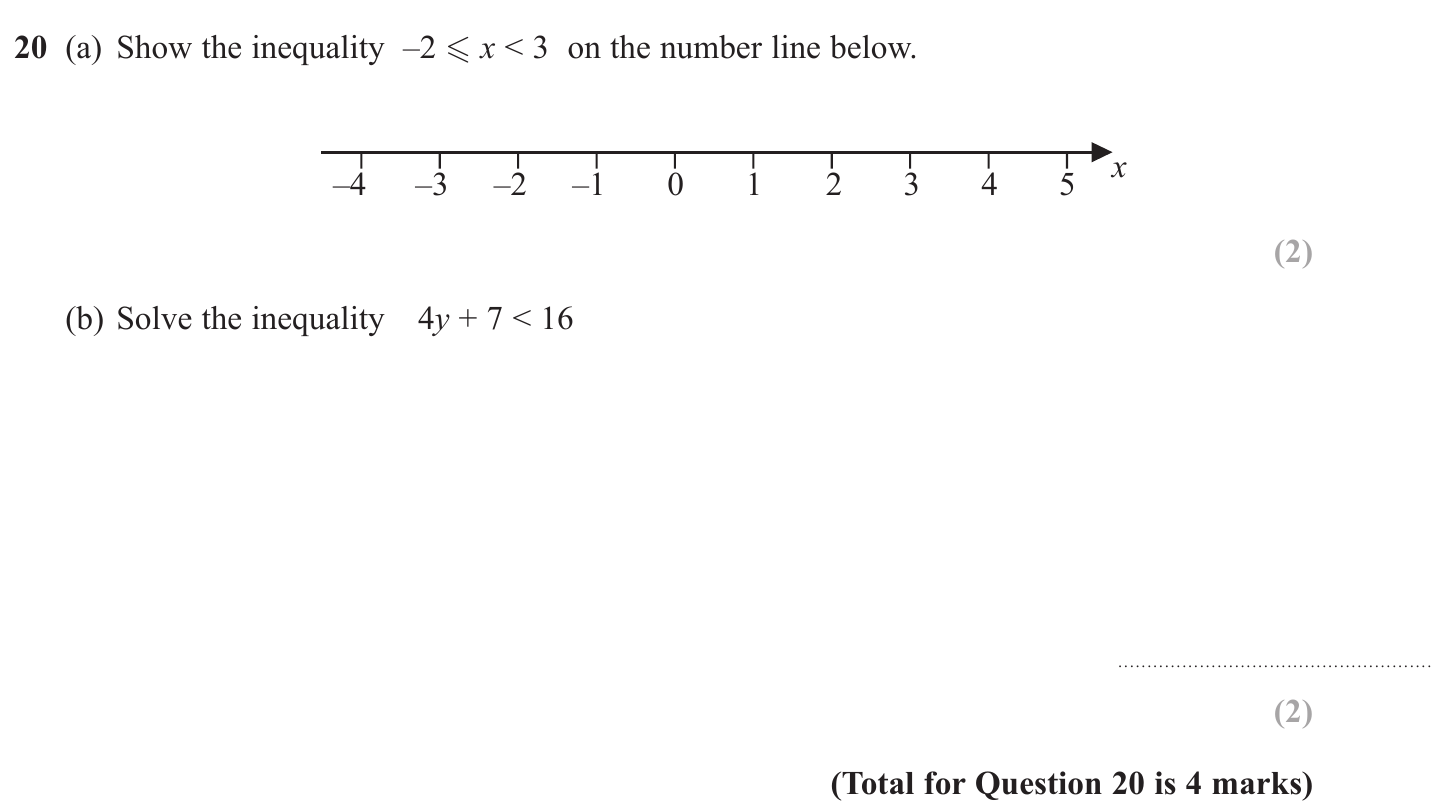 20 (a) Show the inequality –2 ⩽ x < 3 on the number line below.
–4 –3 –2 –1 0 1 2 3 4 5 x
(2)
(b) Solve the inequality 4y + 7 < 16
(2)
(Total for Question 20 is 4 marks)